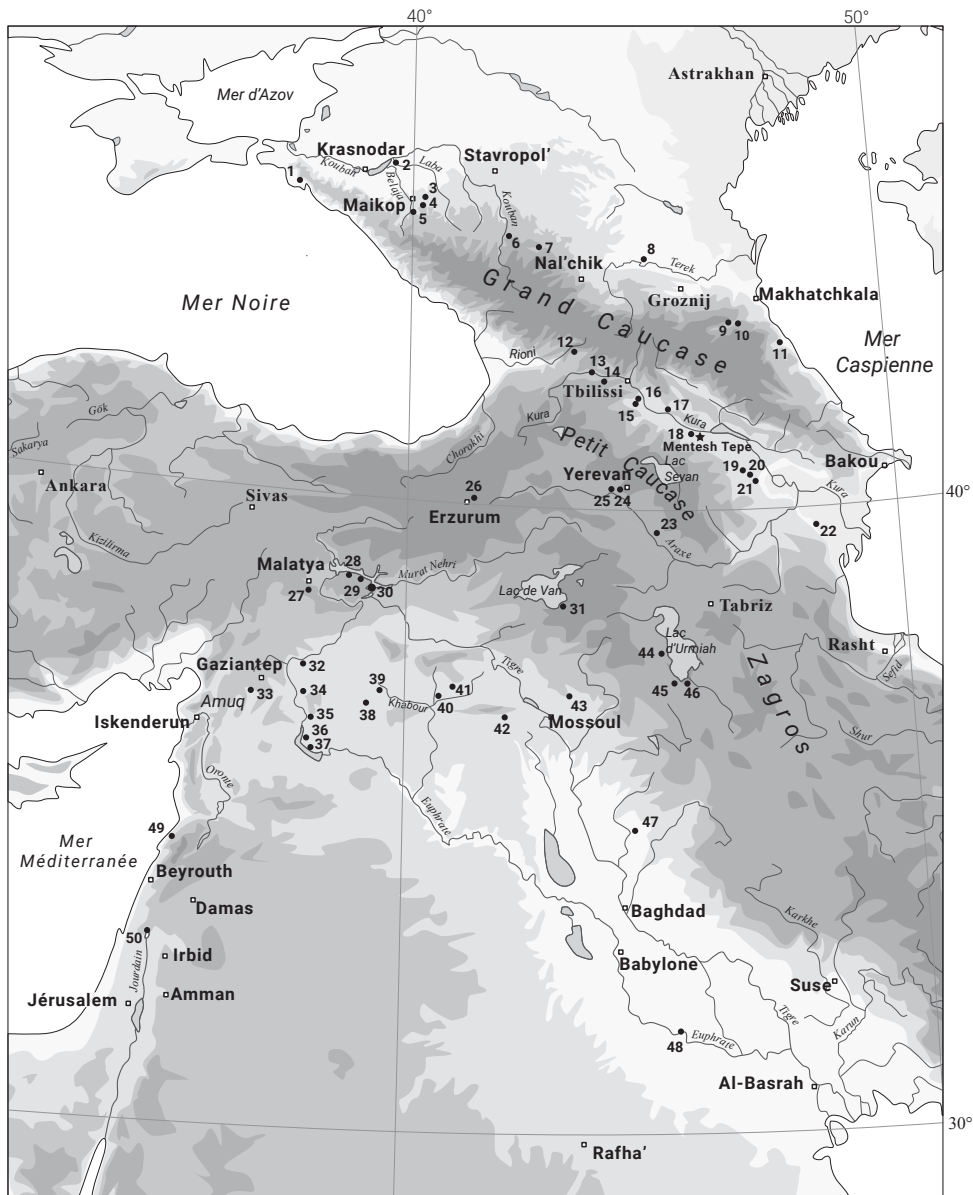 40°
50°
Astrakhan
Mer d’Azov
Krasnodar
2
Laba
Stavropol’
Kouban
1
Belaja
3
Maikop
4
5
Kouban
6
7
8
Nal’chik
Terek
Groznij
Makhatchkala
Grand Caucase
Mer Noire
9
10
11
Mer
Caspienne
12
Rioni
13
14
Tbilissi
16
15
17
Kura
Kura
Chorokhi
18
Mentesh Tepe
Petit Caucase
Lac
Sevan
19
20
21
Bakou
Kura
Gök
Sakarya
Ankara
Sivas
Kizilirma
26
Erzurum
Yerevan
25
24
40°
23
Araxe
22
28
Malatya
27
29
30
Murat Nehri
Lac de Van
31
Tabriz
Lac
d’Urmiah
44
45
46
Rasht
Sefid
Zagros
Shur
Gaziantep
32
33
34
Amuq
Iskenderun
35
36
37
39
38
Khabour
41
40
Tigre
42
43
Mossoul
Oronte
Euphrate
Mer
Méditerranée
49
47
Beyrouth
Damas
Baghdad
Karkhe
50
Irbid
Jourdain
Babylone
Suse
Jérusalem
Amman
Tigre
Karun
48
Euphrate
Al-Basrah
30°
Rafha’